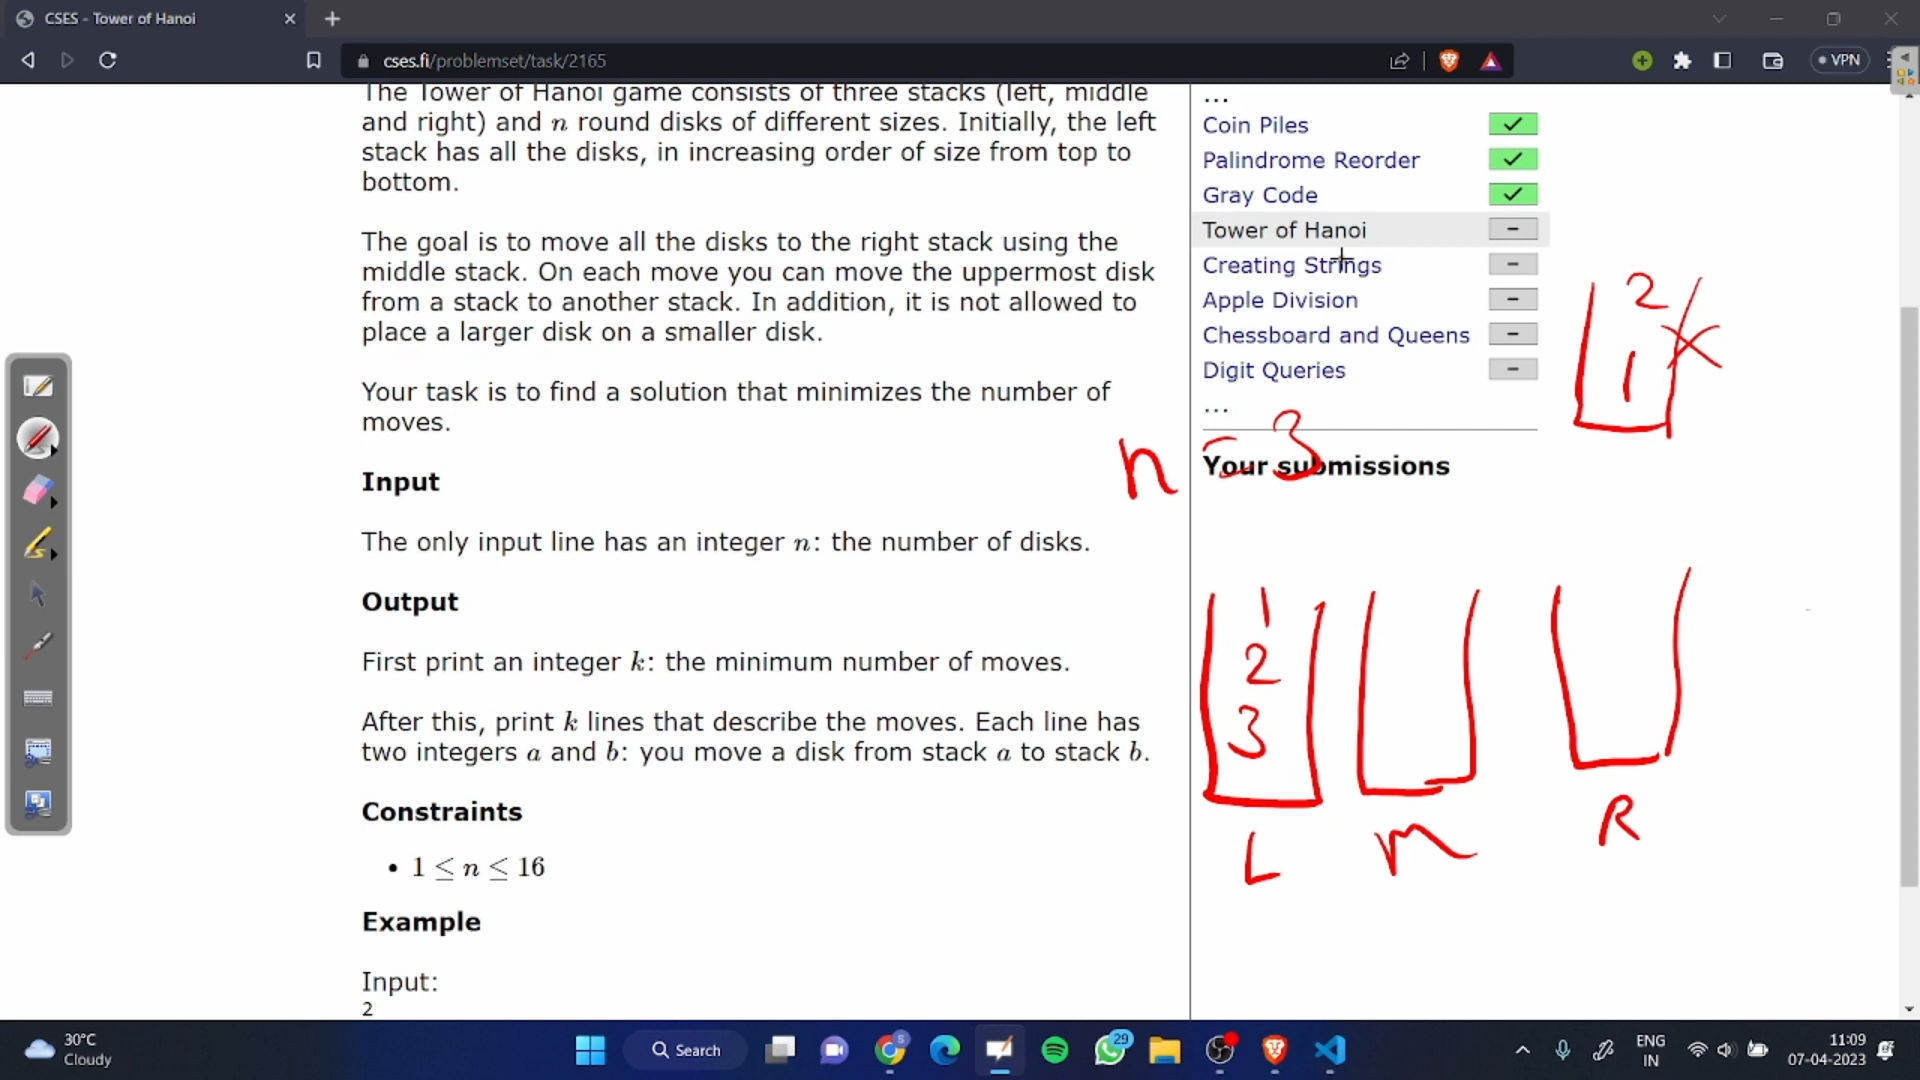 CSES - Tower of Hanoi
cses.fi/problemset/task/2165
VPN
The Tower of Hanoi game consists of three stacks (left, middle
and right) and n round disks of different sizes. Initially, the left
stack has all the disks, in increasing order of size from top to
bottom.
The goal is to move all the disks to the right stack using the
middle stack. On each move you can move the uppermost disk
from a stack to another stack. In addition, it is not allowed to
place a larger disk on a smaller disk.
Your task is to find a solution that minimizes the number of
moves.
Input
The only input line has an integer n: the number of disks.
Output
First print an integer k: the minimum number of moves.
After this, print k lines that describe the moves. Each line has
two integers a and b: you move a disk from stack a to stack b.
Constraints
• 1 ≤ n ≤ 16
Example
Input:
2
...
Coin Piles
Palindrome Reorder
Gray Code
Tower of Hanoi
Creating Strings
Apple Division
Chessboard and Queens
Digit Queries
...
Your submissions
n = 3
2
1
1
2
3
L
m
R
30°C
Cloudy
Search
29
ENG
IN
11:09
07-04-2023